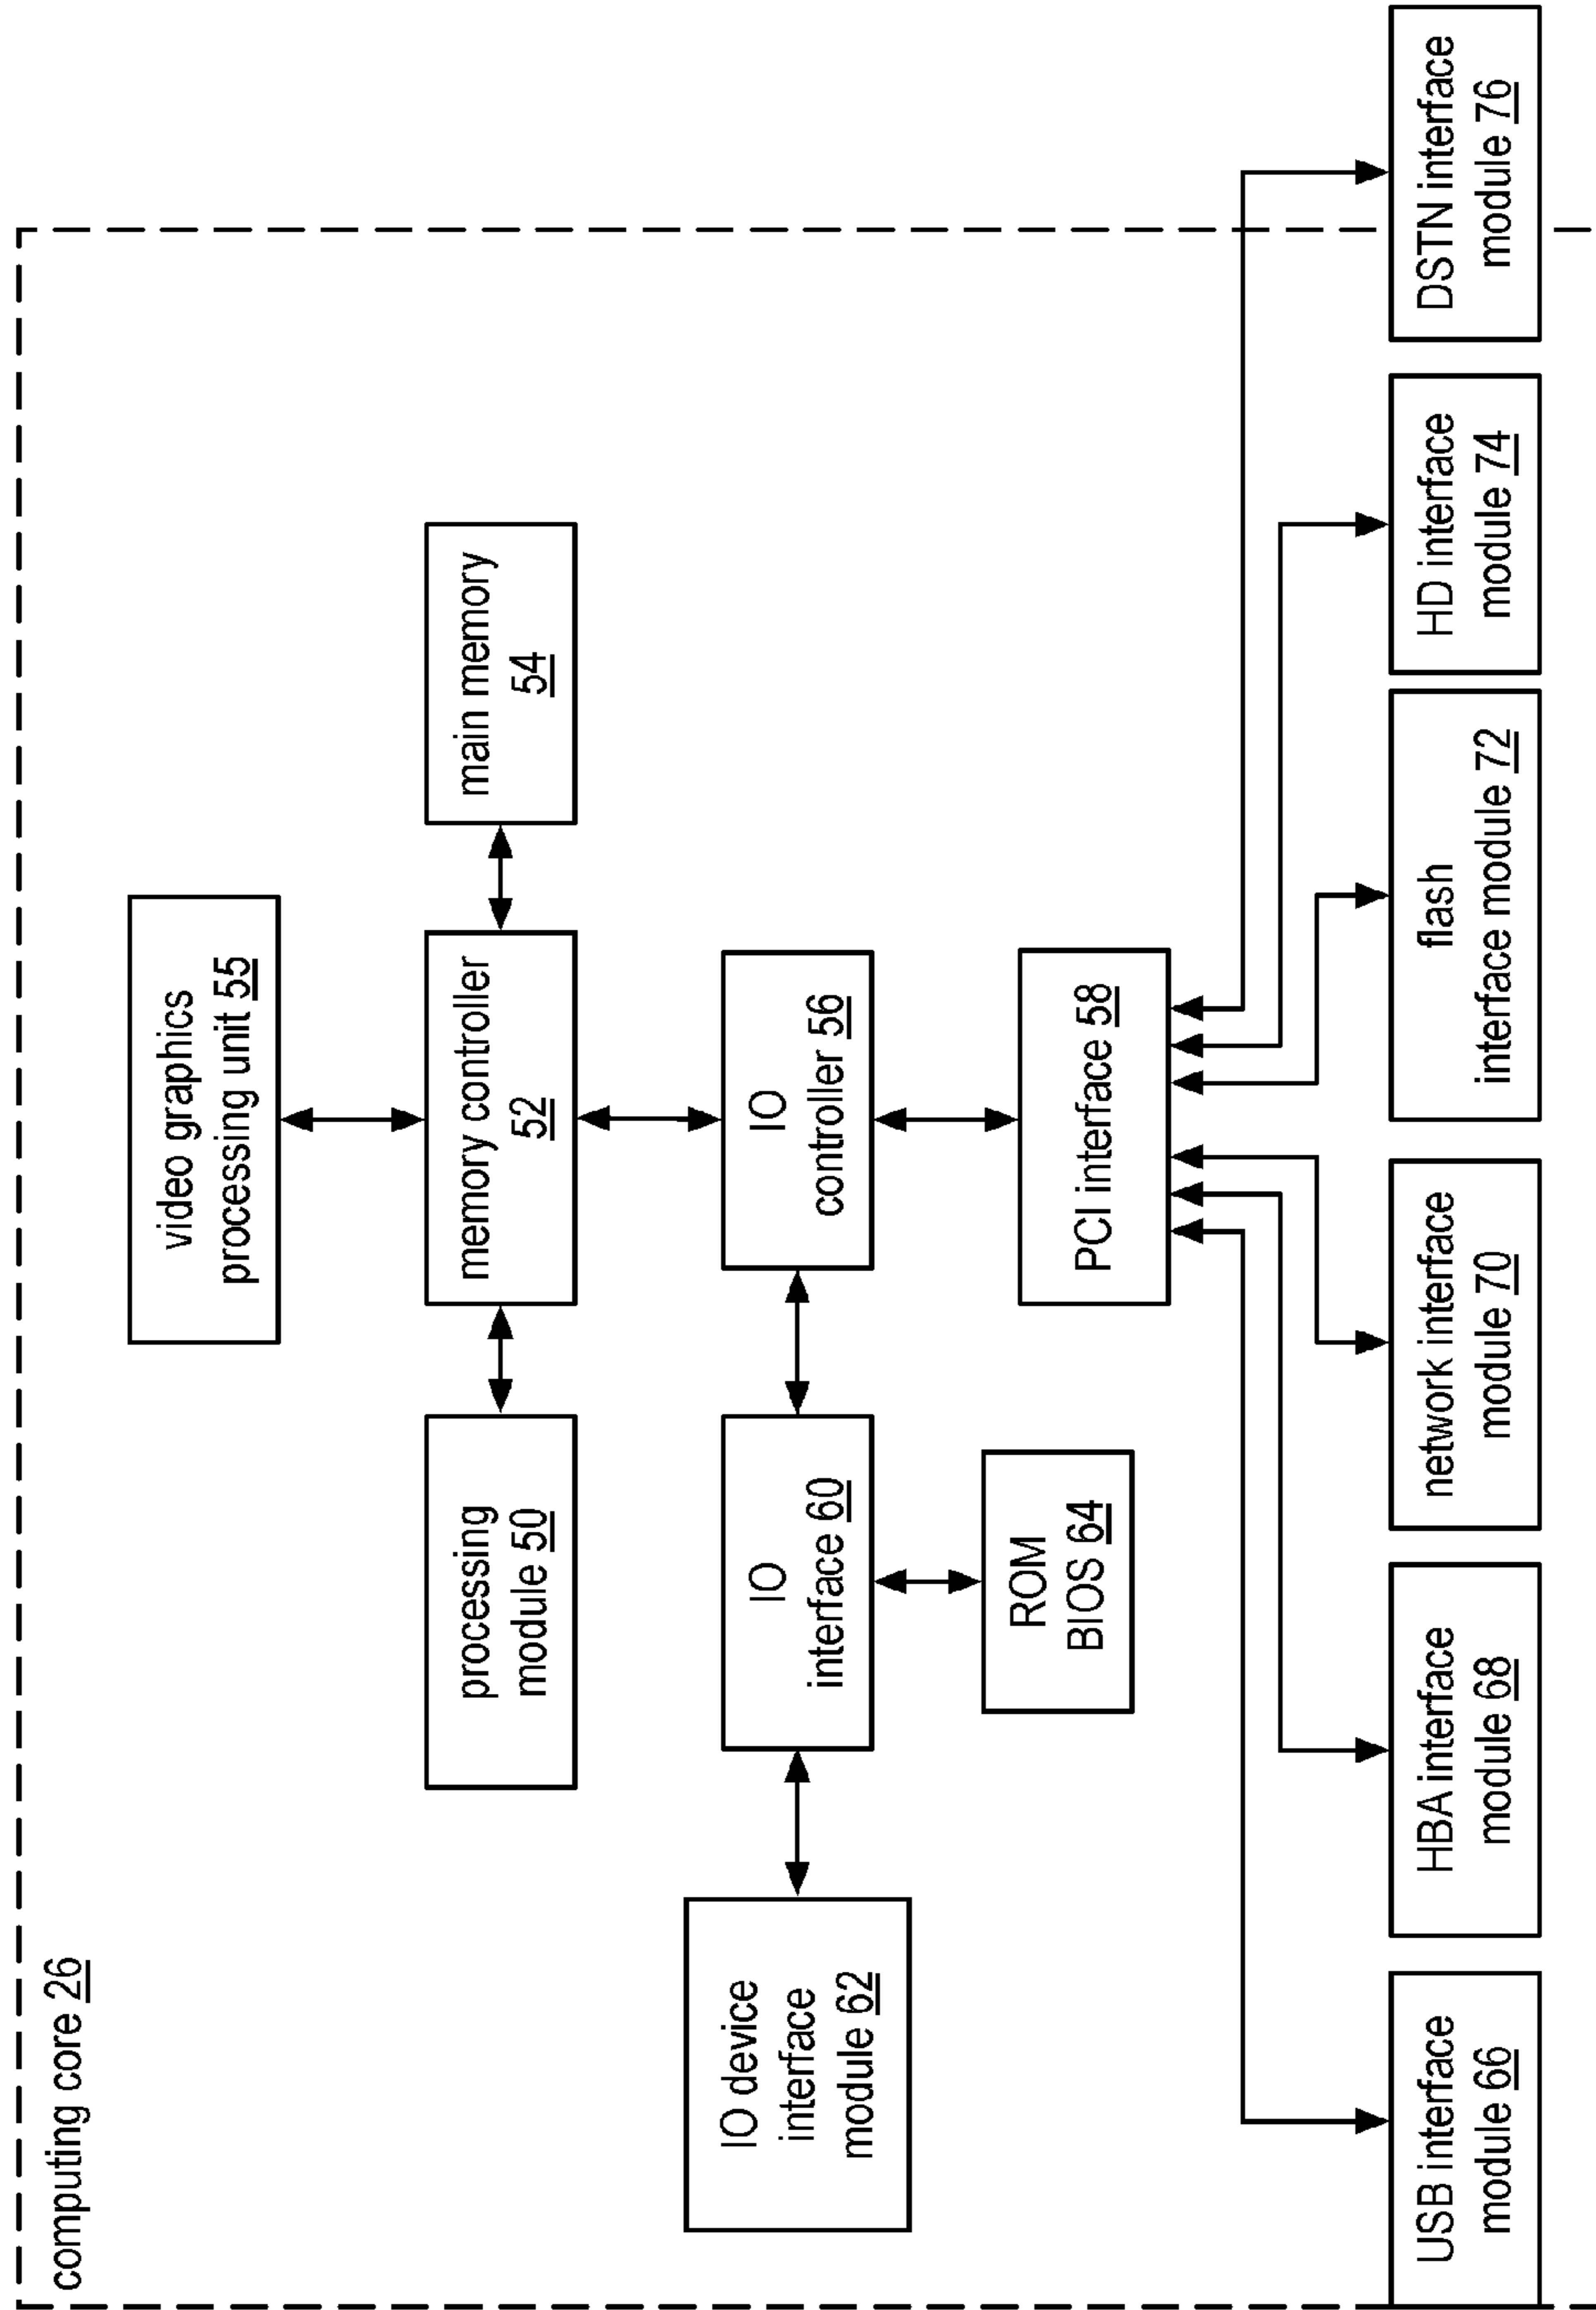 computing core 26
video graphics
processing unit 55
processing
module 50
memory controller
52
main memory
54
IO device
interface
module 62
IO
interface 60
IO
controller 56
ROM
BIOS 64
PCI interface 58
USB interface
module 66
HBA interface
module 68
network interface
module 70
flash
interface module 72
HD interface
module 74
DSTN interface
module 76